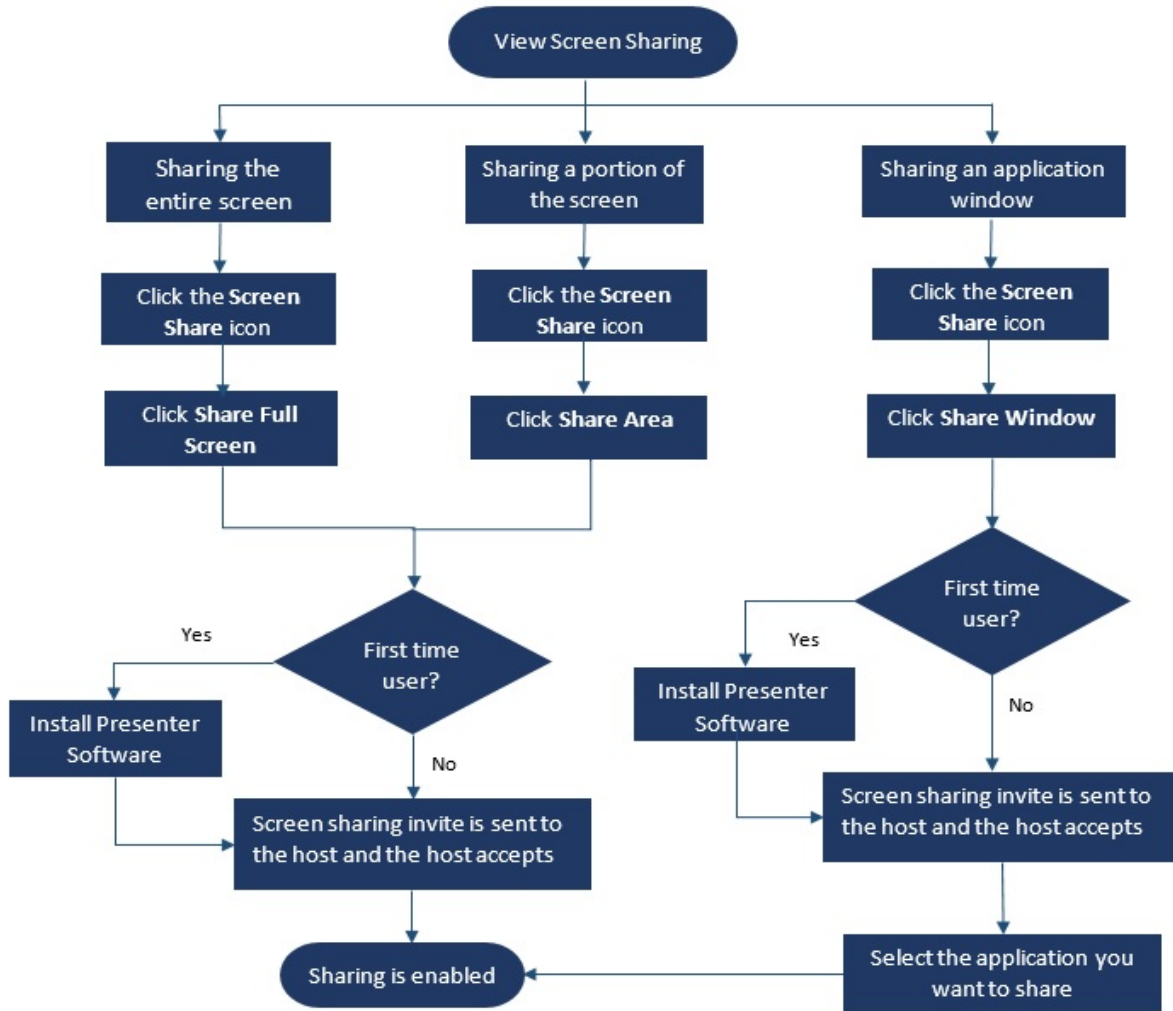 View Screen Sharing
Sharing the
entire screen
Sharing a portion of
the screen
Sharing an application
window
Click the Screen
Share icon
Click the Screen
Share icon
Click the Screen
Share icon
Click Share Full
Screen
Click Share Area
Click Share Window
First time
user?
Yes
Install Presenter
Software
No
Screen sharing invite is sent to
the host and the host accepts
First time
user?
Yes
Install Presenter
Software
No
Screen sharing invite is sent to
the host and the host accepts
Select the application you
want to share
Sharing is enabled